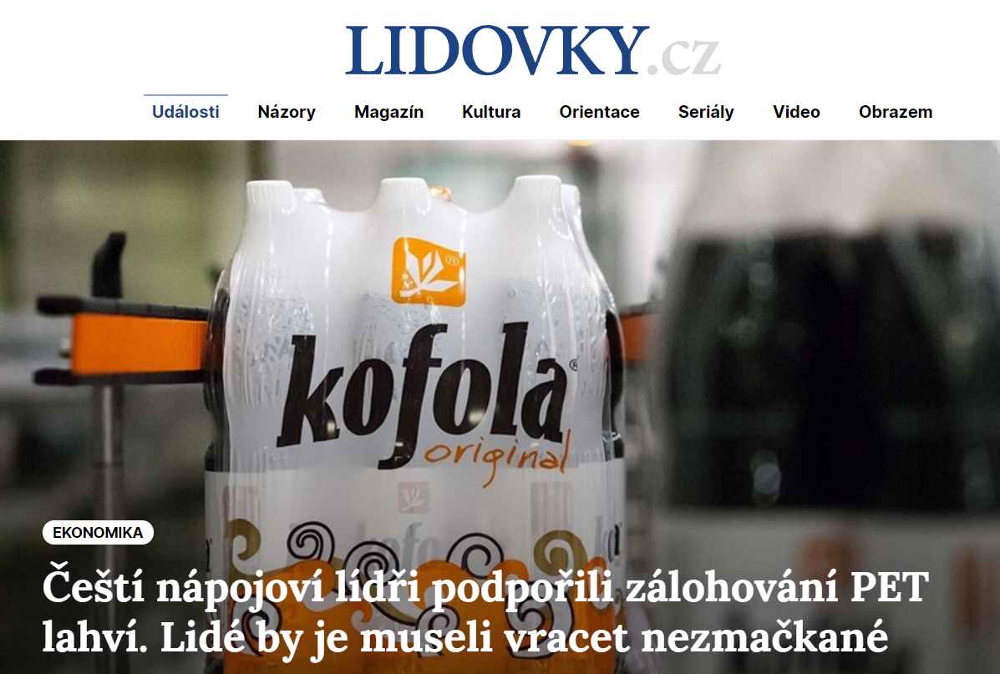 LIDOVKY.cz
Události Názory Magazín Kultura Orientace Seriály Video Obrazem
kofola
original
EKONOMIKA
Čeští nápojoví lídři podpořili zálohování PET
lahví. Lidé by je museli vracet nezmačkané